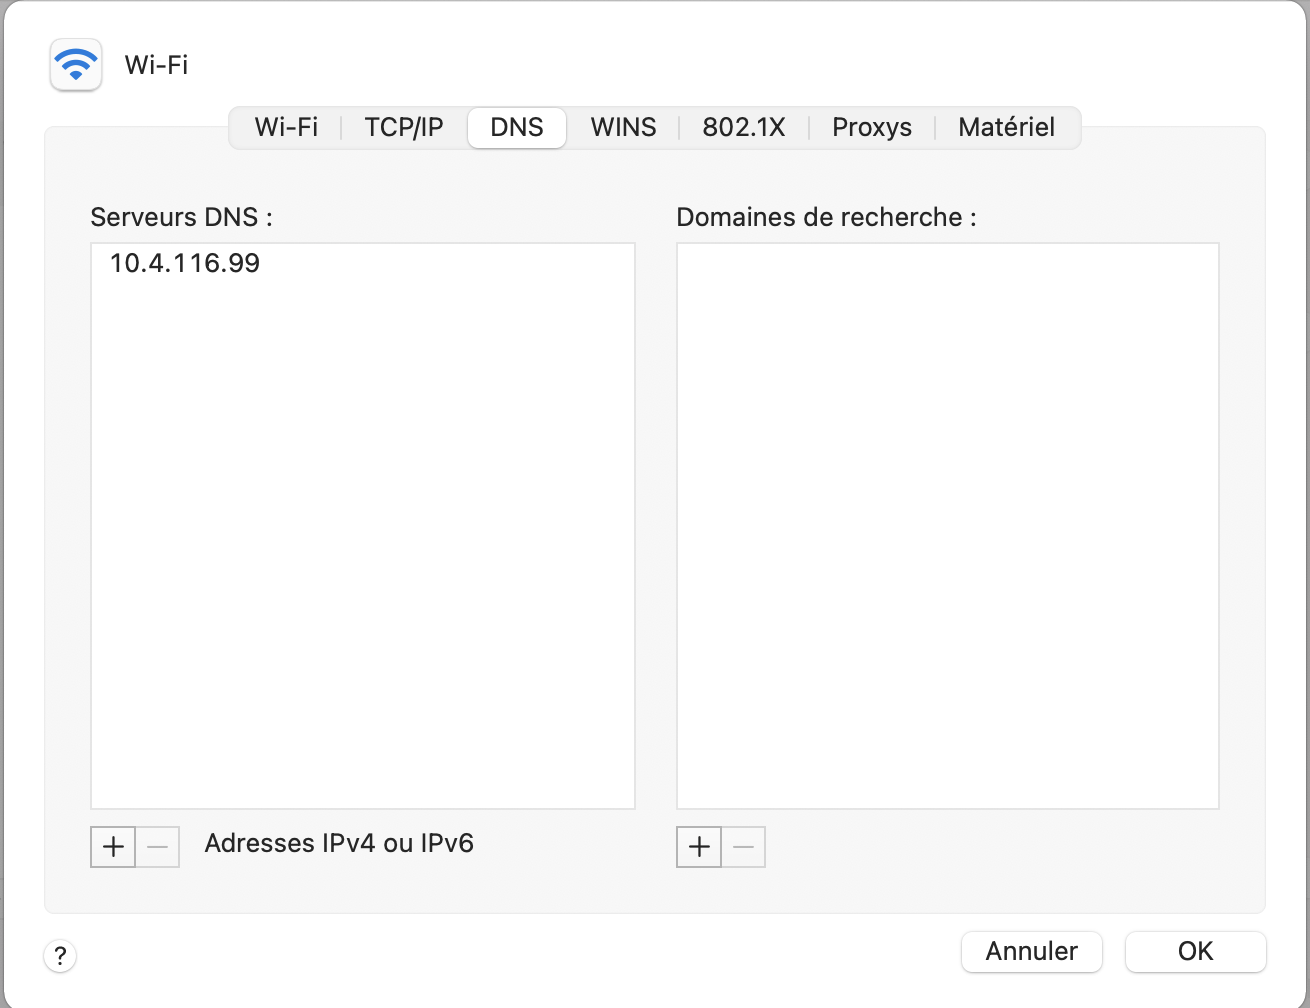 Wi-Fi
Wi-Fi TCP/IP DNS WINS 802.1X Proxys Matériel
Serveurs DNS :
10.4.116.99
Domaines de recherche :
+ − Adresses IPv4 ou IPv6
+ −
? Annuler OK